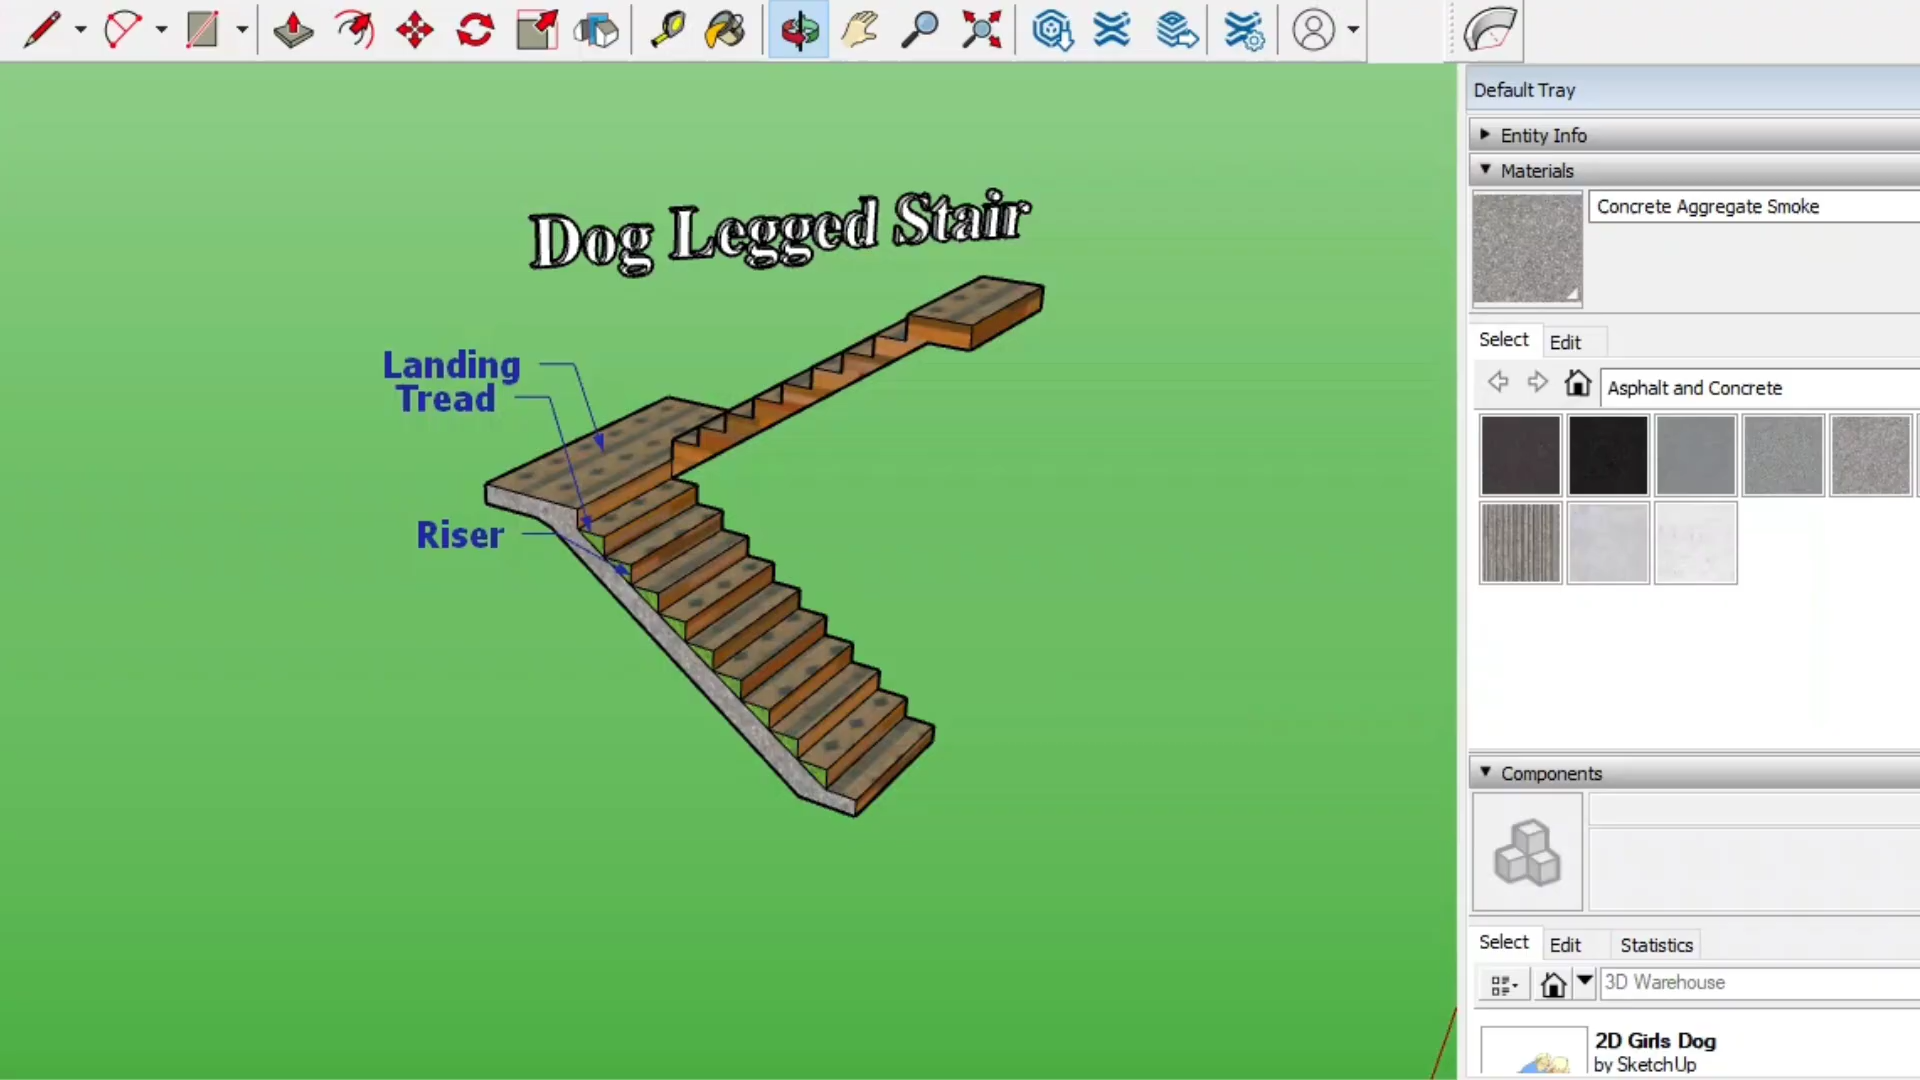 Default Tray
Entity Info
Materials
Concrete Aggregate Smoke
Dog Legged Stair
Select
Edit
Landing
Tread
Asphalt and Concrete
Riser
Components
Select
Edit
Statistics
3D Warehouse
2D Girls Dog
by SketchUp